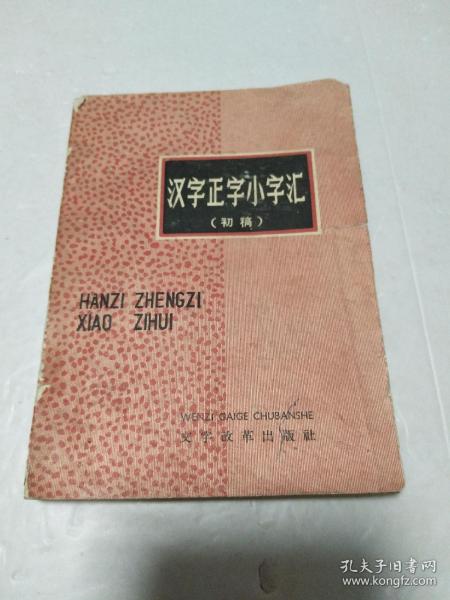 汉字正字小字汇
（初稿）
HANZI ZHENGZI
XIAO ZIHUI
WENZI GAIGE CHUBANSHE
文字改革出版社
孔夫子旧书网
www.kongfz.com